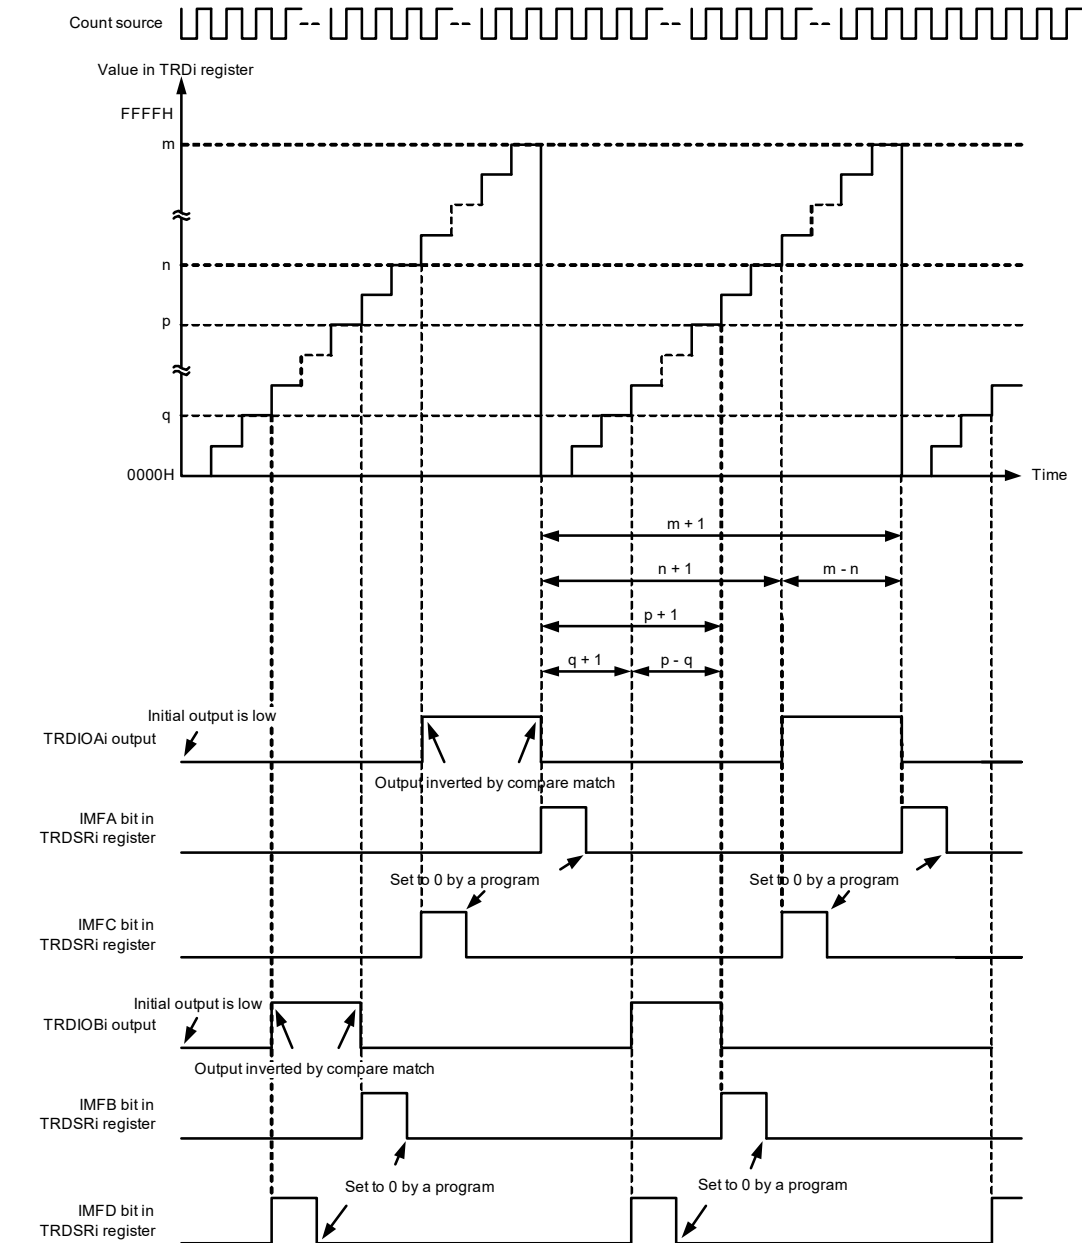 Count source
Value in TRDi register
FFFFH
m
n
p
q
0000H
Time
m + 1
n + 1
m - n
p + 1
q + 1
p - q
Initial output is low
TRDIOAi output
Output inverted by compare match
IMFA bit in
TRDSRi register
Set to 0 by a program
Set to 0 by a program
IMFC bit in
TRDSRi register
Initial output is low
TRDIOBi output
Output inverted by compare match
IMFB bit in
TRDSRi register
Set to 0 by a program
Set to 0 by a program
IMFD bit in
TRDSRi register